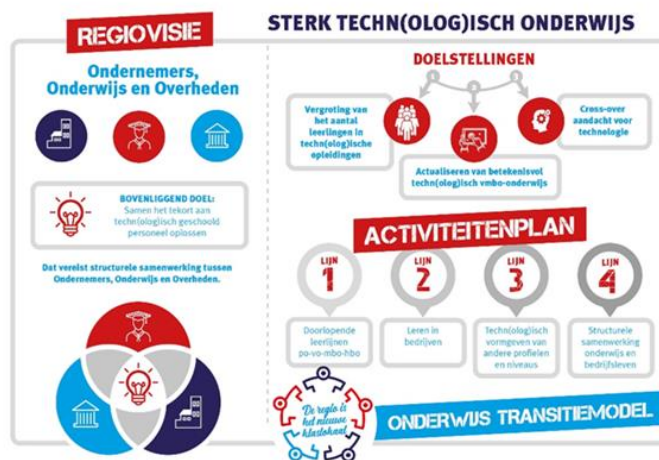 REGIOVISIE
Ondernemers,
Onderwijs en Overheden
BOVENLIGGEND DOEL:
Samen het tekort aan
techn(olog)isch geschoold
personeel oplossen
Dat vereist structurele samenwerking tussen
Ondernemers, Onderwijs en Overheden.
STERK TECHN(OLOG)ISCH ONDERWIJS
DOELSTELLINGEN
1
2
3
Vergroting van
het aantal
leerlingen in
techn(olog)ische
opleidingen
Actualiseren van betekenisvol
techn(olog)isch vmbo-onderwijs
Cross-over
aandacht voor
technologie
ACTIVITEITENPLAN
LIJN
1
Doorlopende
leerlijnen
po-vo-mbo-hbo
LIJN
2
Leren in
bedrijven
LIJN
3
Techn(olog)isch
vormgeven van
andere profielen
en niveaus
LIJN
4
Structurele
samenwerking
onderwijs en
bedrijfsleven
De regio is
het nieuwe
klaslokaal
ONDERWIJS TRANSITIEMODEL